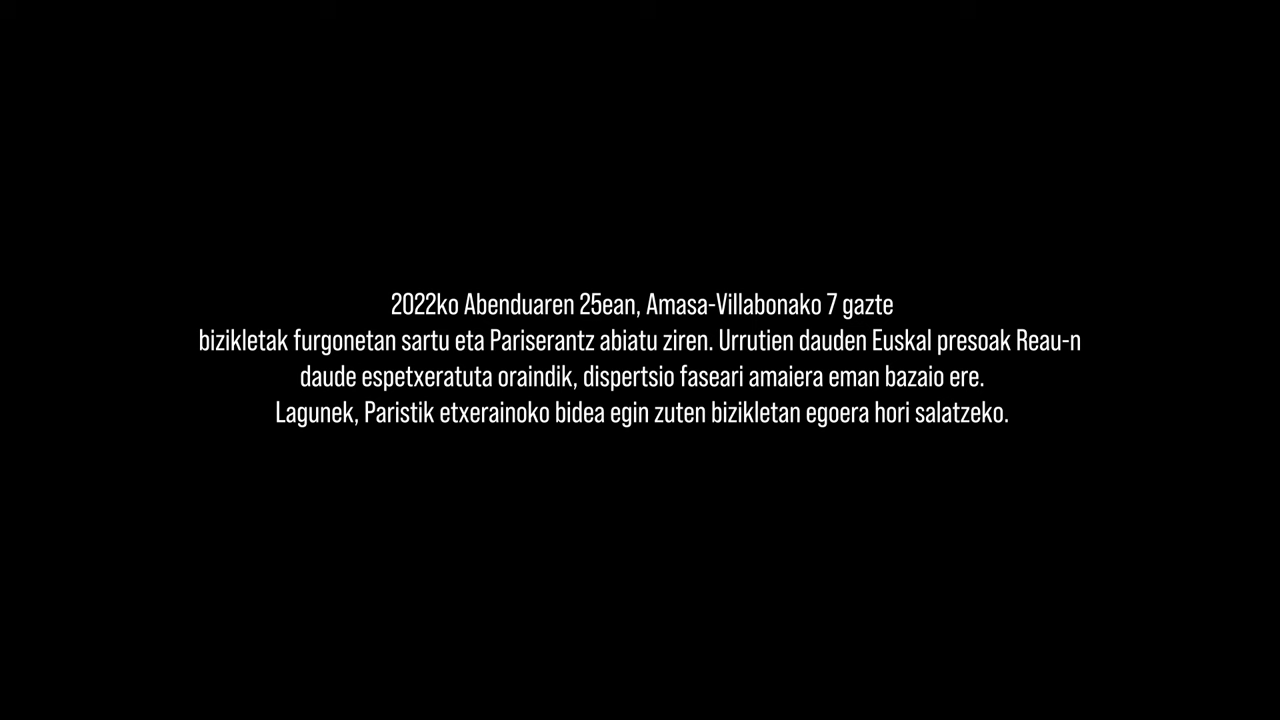 2022ko Abenduaren 25ean, Amasa-Villabonako 7 gazte
bizikletak furgonetan sartu eta Pariserantz abiatu ziren. Urrutien dauden Euskal presoak Reau-n
daude espetxeratuta oraindik, dispertsio faseari amaiera eman bazaio ere.
Lagunek, Paristik etxerainoko bidea egin zuten bizikletan egoera hori salatzeko.